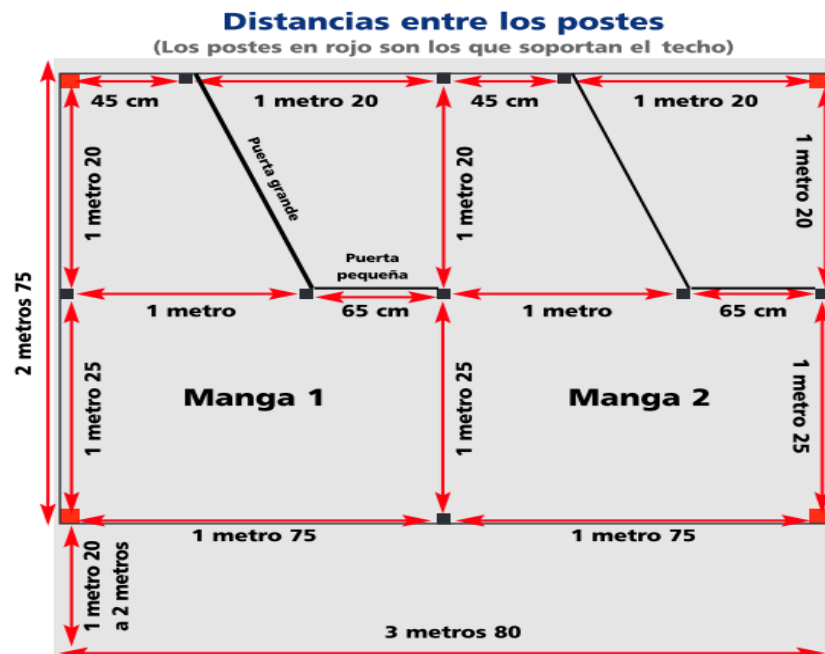 Distancias entre los postes
(Los postes en rojo son los que soportan el techo)
45 cm
1 metro 20
45 cm
1 metro 20
1 metro 20
Puerta grande
1 metro 20
1 metro 20
Puerta
pequeña
2 metros 75
1 metro
65 cm
1 metro
65 cm
1 metro 25
Manga 1
1 metro 25
Manga 2
1 metro 25
1 metro 75
1 metro 75
1 metro 20
a 2 metros
3 metros 80